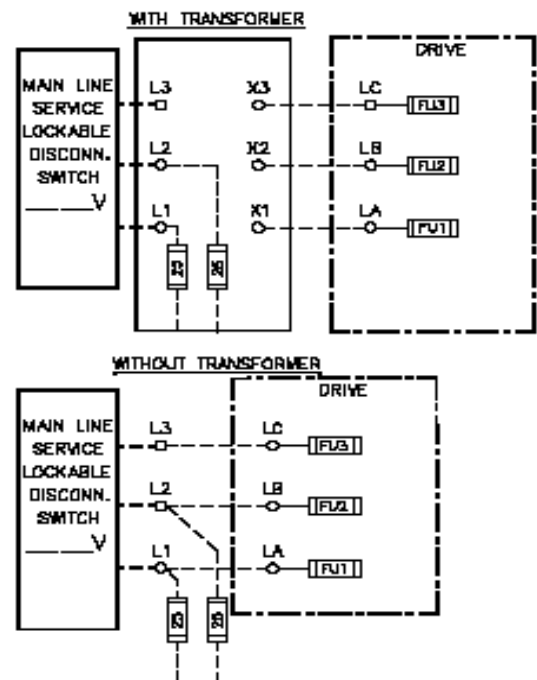 WITH TRANSFORMER
DRIVE
MAIN LINE
SERVICE
LOCKABLE
DISCONN.
SWITCH
______V
L3 X3 LC
FU3
L2 X2 LB
FU2
L1 X1 LA
FU1
WITHOUT TRANSFORMER
DRIVE
MAIN LINE
SERVICE
LOCKABLE
DISCONN.
SWITCH
______V
L3 LC
FU3
L2 LB
FU2
L1 LA
FU1